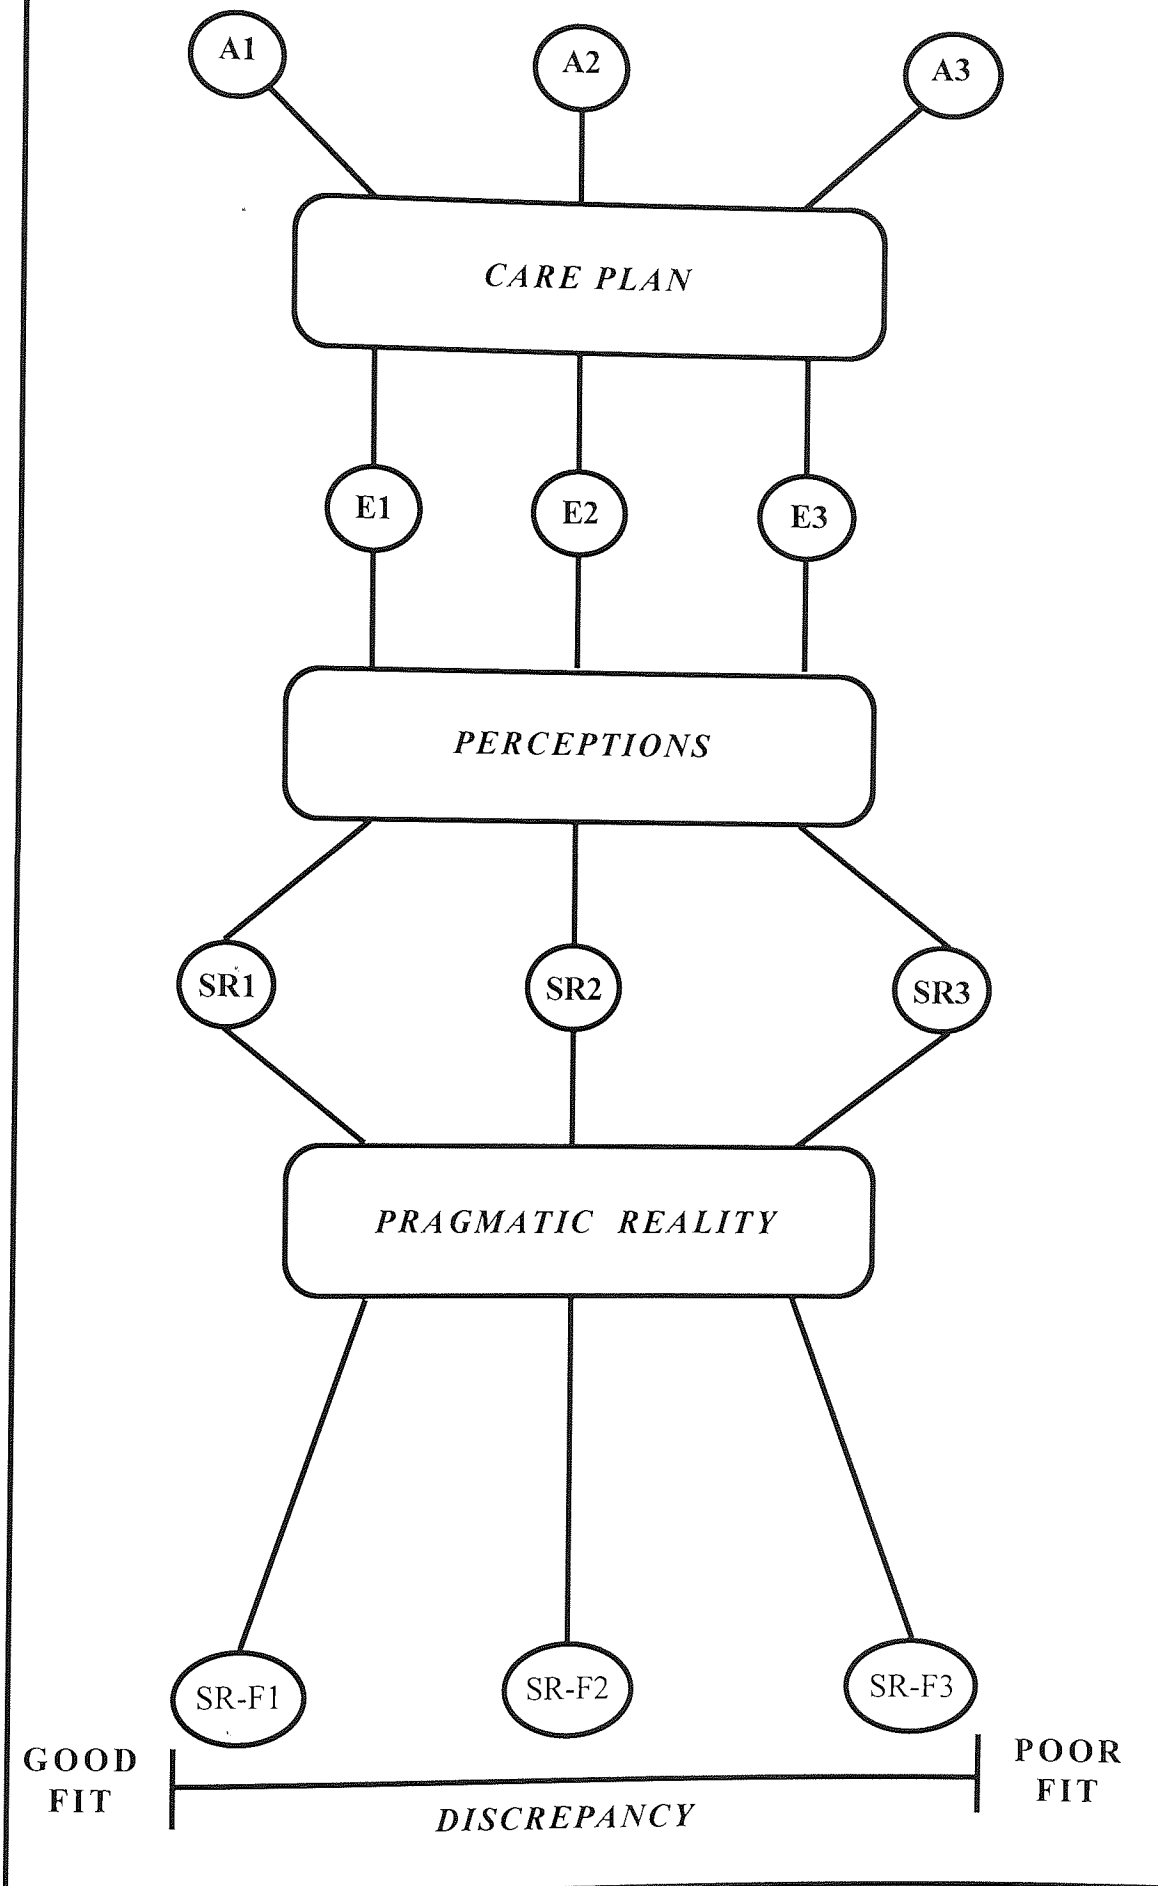 A1
A2
A3
CARE PLAN
E1
E2
E3
PERCEPTIONS
SR1
SR2
SR3
PRAGMATIC REALITY
SR-F1
SR-F2
SR-F3
GOOD
FIT
POOR
FIT
DISCREPANCY